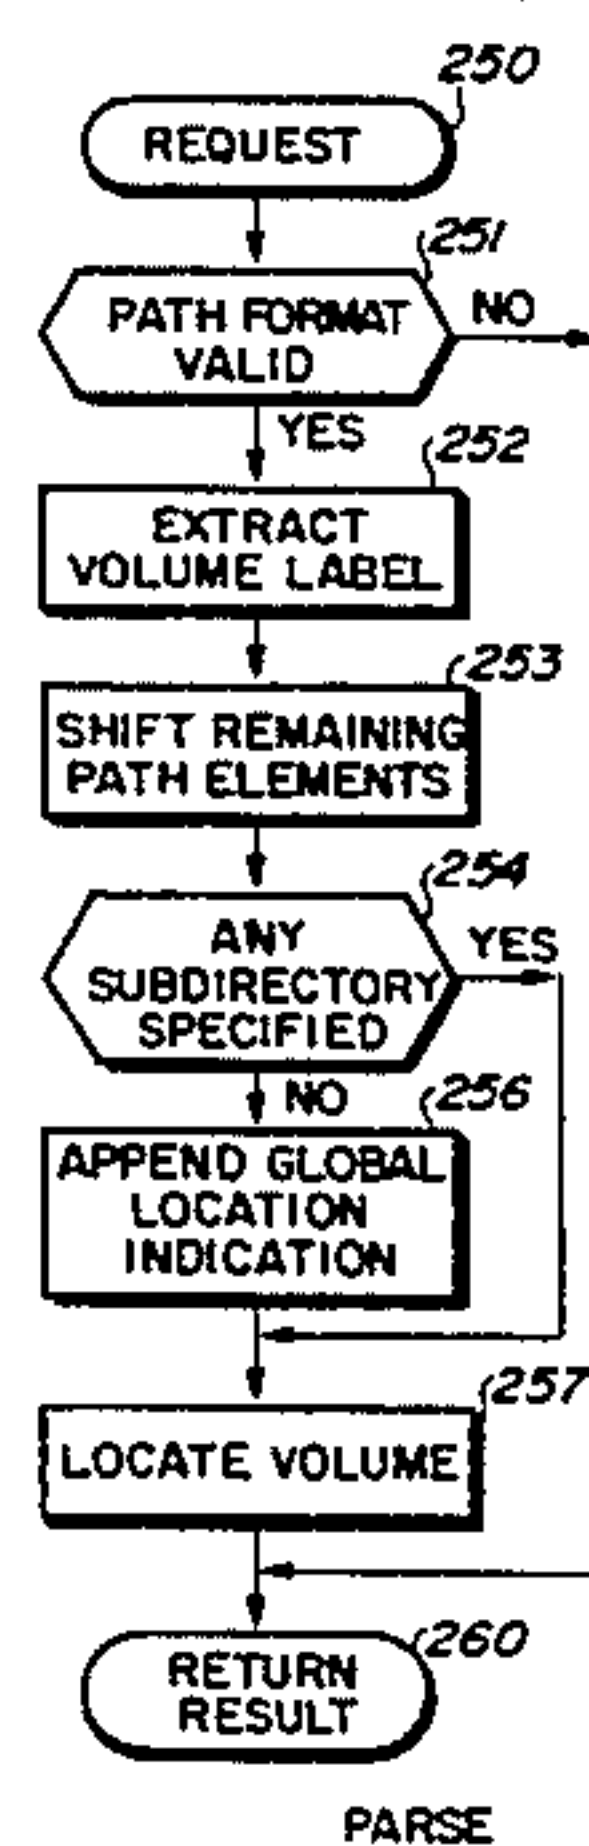 250
REQUEST
251
PATH FORMAT
VALID
NO
YES
252
EXTRACT
VOLUME LABEL
253
SHIFT REMAINING
PATH ELEMENTS
254
ANY
SUBDIRECTORY
SPECIFIED
YES
NO
256
APPEND GLOBAL
LOCATION
INDICATION
257
LOCATE VOLUME
260
RETURN
RESULT
PARSE